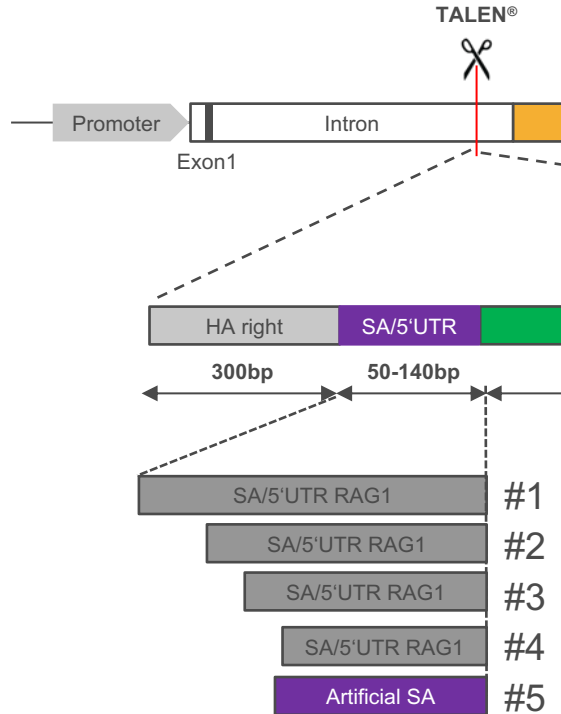 TALEN®
Promoter
Intron
Exon1
HA right
SA/5‘UTR
300bp
50-140bp
SA/5‘UTR RAG1
#1
SA/5‘UTR RAG1
#2
SA/5‘UTR RAG1
#3
SA/5‘UTR RAG1
#4
Artificial SA
#5